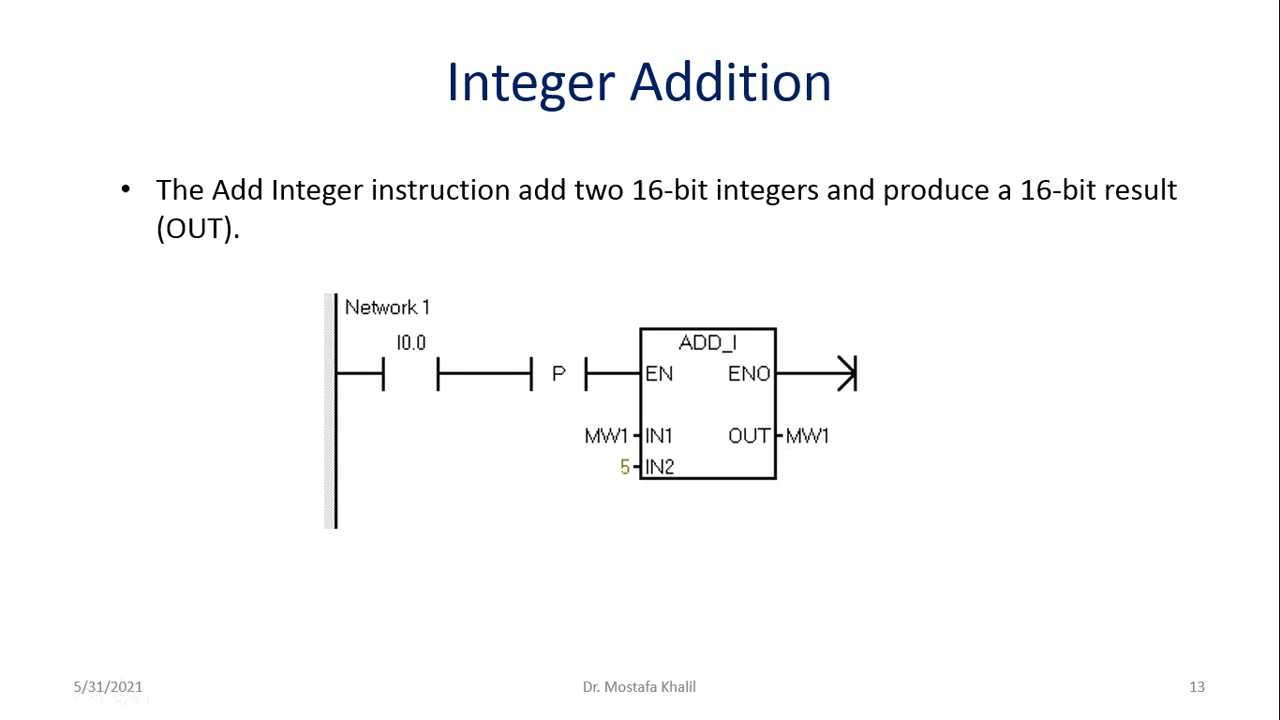 Integer Addition
• The Add Integer instruction add two 16-bit integers and produce a 16-bit result
(OUT).
Network 1
I0.0
P
ADD_I
EN
ENO
MW1
IN1
OUT
MW1
5
IN2
5/31/2021
Dr. Mostafa Khalil
13